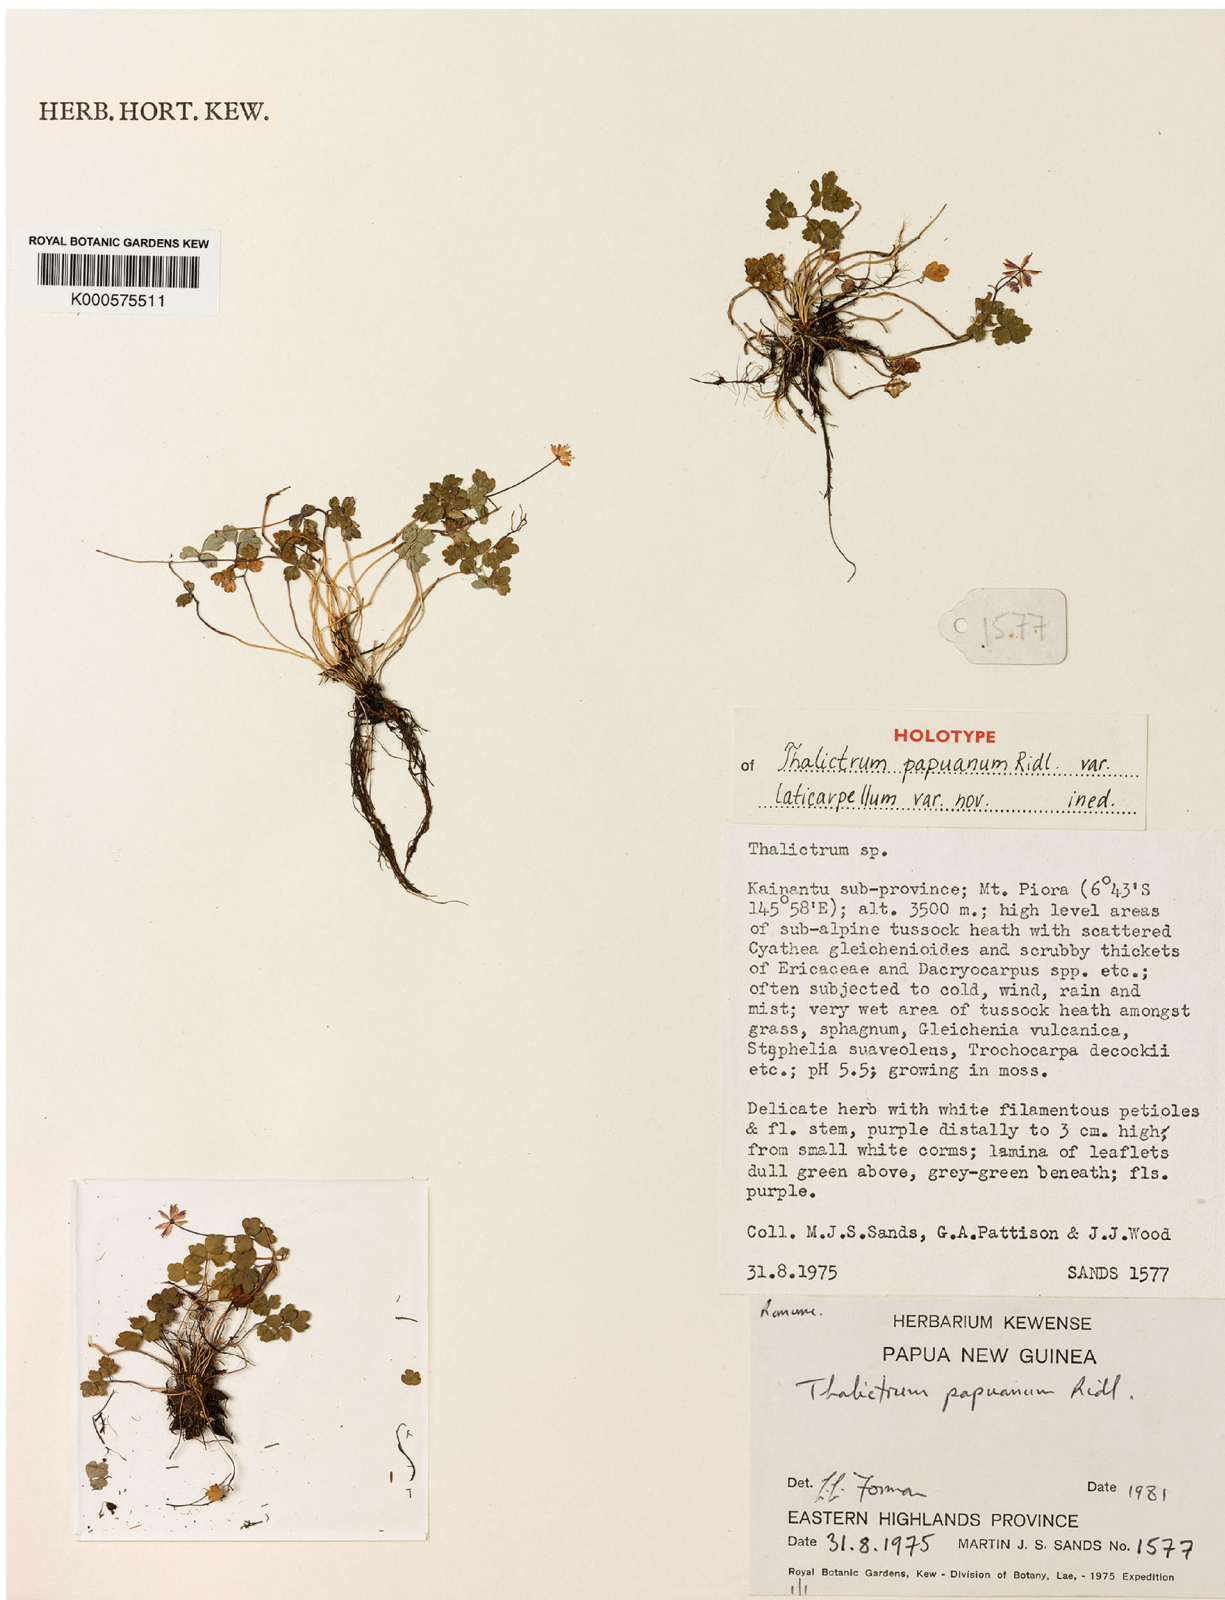 HERB. HORT. KEW.
ROYAL BOTANIC GARDENS KEW
K000575511
1577
HOLOTYPE
of Thalictrum papuanum Ridl. var.
laticarpellum var. nov. ined.
Thalictrum sp.
Kainantu sub-province; Mt. Piora (6°43'S
145°58'E); alt. 3500 m.; high level areas
of sub-alpine tussock heath with scattered
Cyathea gleichenioides and scrubby thickets
of Ericaceae and Dacryocarpus spp. etc.;
often subjected to cold, wind, rain and
mist; very wet area of tussock heath amongst
grass, sphagnum, Gleichenia vulcanica,
Styphelia suaveolens, Trochocarpa decockii
etc.; pH 5.5; growing in moss.
Delicate herb with white filamentous petioles
& fl. stem, purple distally to 3 cm. high;
from small white corms; lamina of leaflets
dull green above, grey-green beneath; fls.
purple.
Coll. M.J.S.Sands, G.A.Pattison & J.J.Wood
31.8.1975 SANDS 1577
HERBARIUM KEWENSE
PAPUA NEW GUINEA
Thalictrum papuanum Ridl.
Det. L.L. Forman Date 1981
EASTERN HIGHLANDS PROVINCE
Date 31.8.1975 MARTIN J. S. SANDS No. 1577
Royal Botanic Gardens, Kew - Division of Botany, Lae, - 1975 Expedition